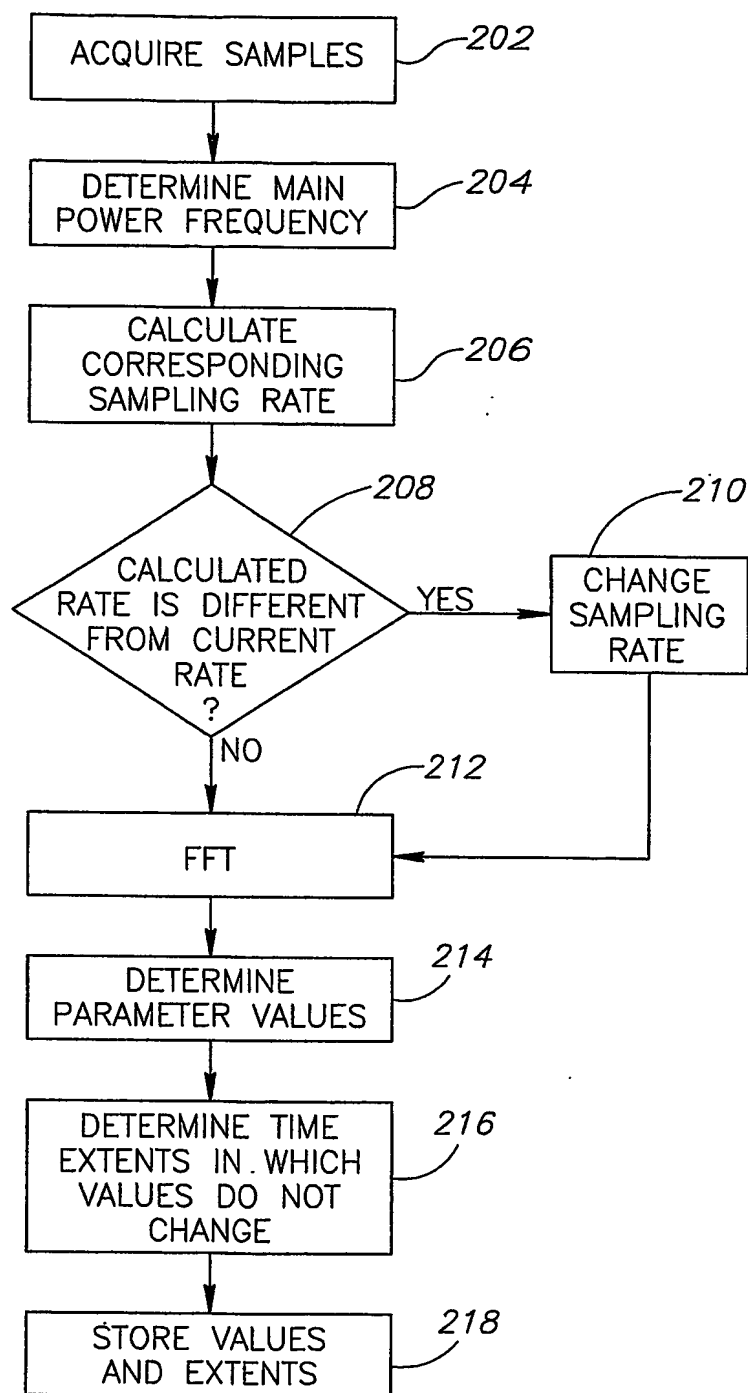 ACQUIRE SAMPLES
202
DETERMINE MAIN
POWER FREQUENCY
204
CALCULATE
CORRESPONDING
SAMPLING RATE
206
208
CALCULATED
RATE IS DIFFERENT
FROM CURRENT
RATE
?
YES
210
CHANGE
SAMPLING
RATE
NO
212
FFT
214
DETERMINE
PARAMETER VALUES
216
DETERMINE TIME
EXTENTS IN WHICH
VALUES DO NOT
CHANGE
218
STORE VALUES
AND EXTENTS